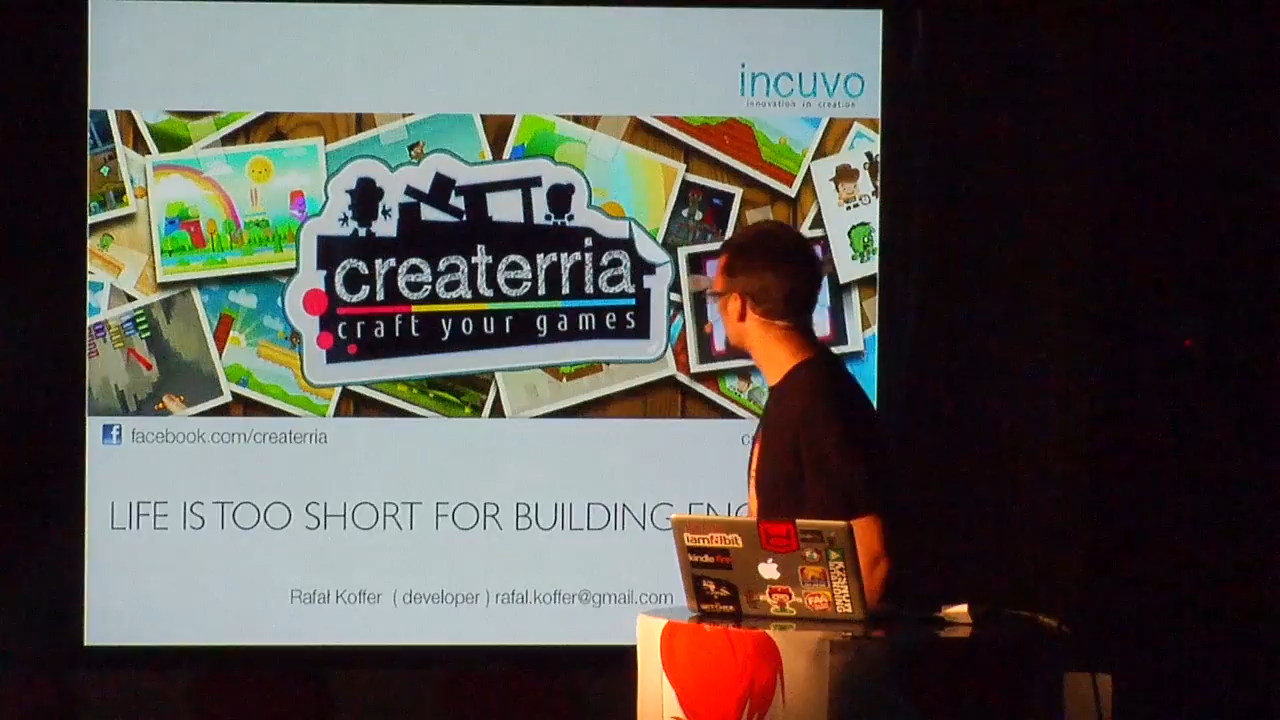 incuvo
innovation in creation
createrria
craft your games
facebook.com/createrria
LIFE IS TOO SHORT FOR BUILDING
Rafał Koffer ( developer ) rafal.koffer@gmail.com
iam8bit
kindle fire